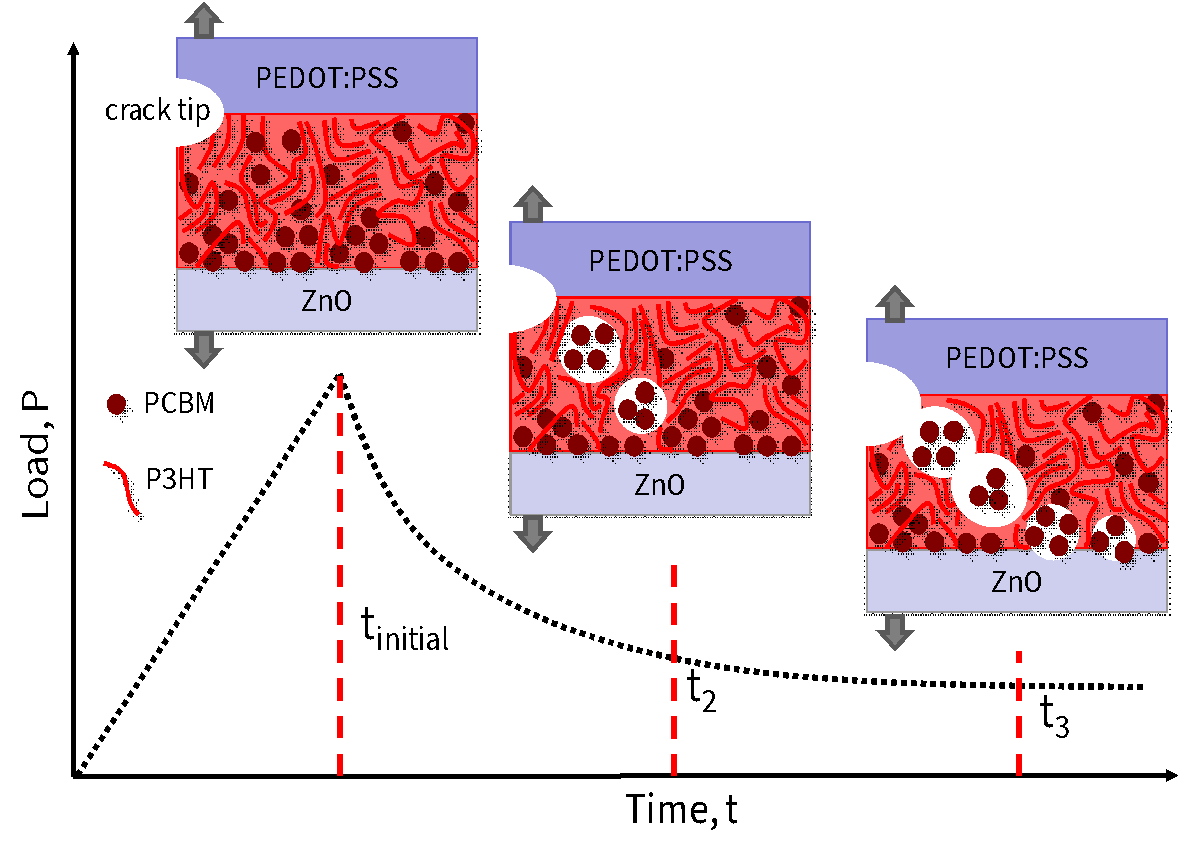 PEDOT:PSS
crack tip
ZnO
PEDOT:PSS
ZnO
PEDOT:PSS
ZnO
PCBM
P3HT
Load, P
t_initial
t_2
t_3
Time, t